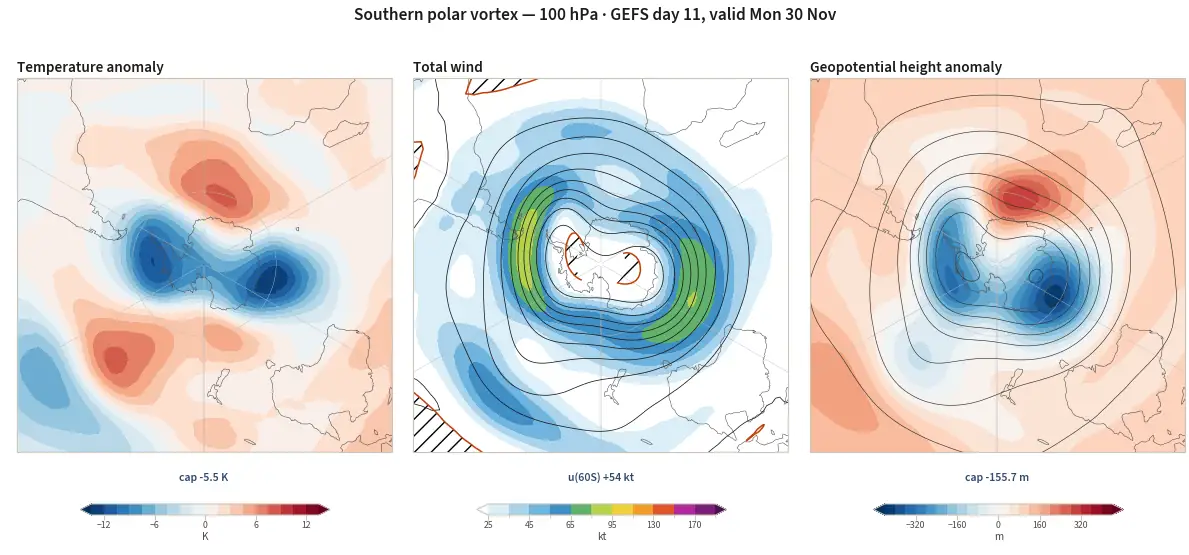 Southern polar vortex — 100 hPa · GEFS day 11, valid Mon 30 Nov
Temperature anomaly
Total wind
Geopotential height anomaly
cap -5.5 K
u(60S) +54 kt
cap -155.7 m
−12 −6 0 6 12
K
25 45 65 95 130 170
kt
−320 −160 0 160 320
m